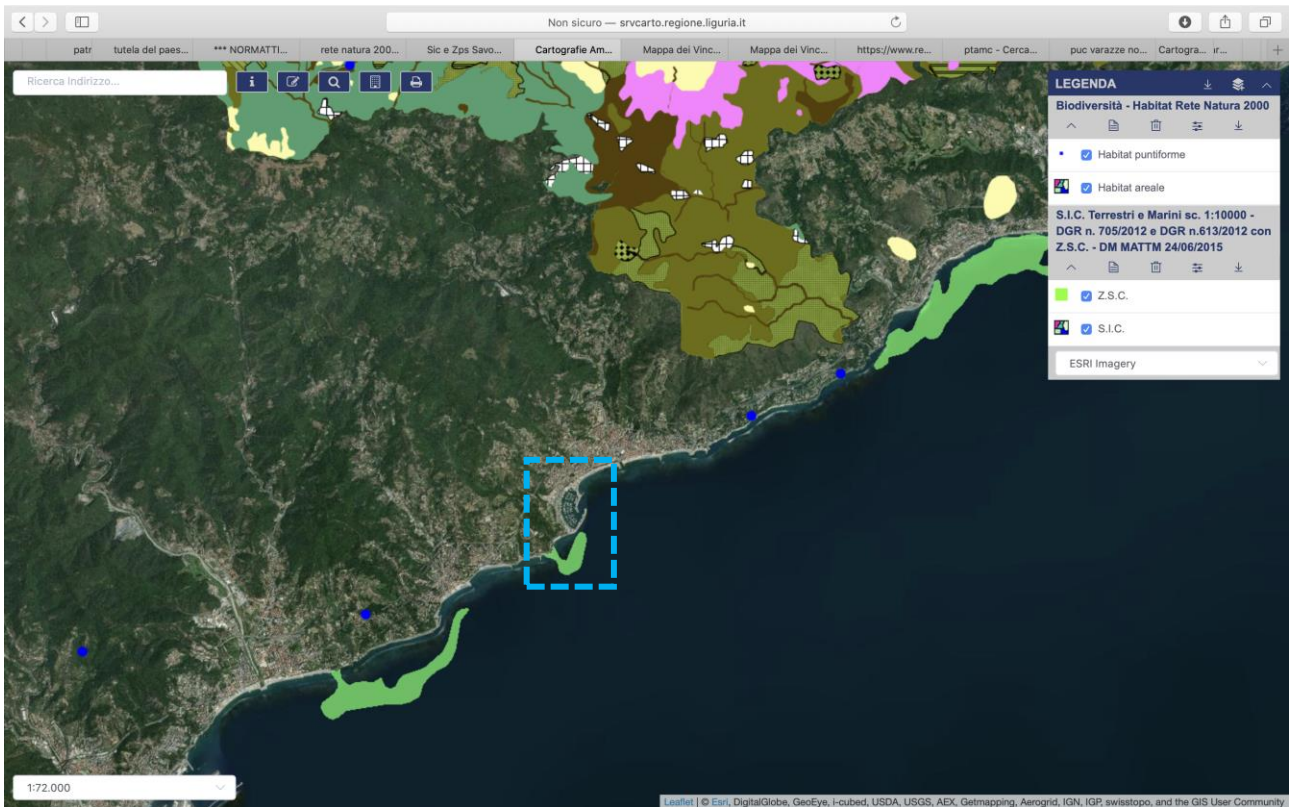 Non sicuro — srvcarto.regione.liguria.it
patr
tutela del paes...
*** NORMATTI...
rete natura 200...
Sic e Zps Savo...
Cartografie Am...
Mappa dei Vinc...
Mappa dei Vinc...
https://www.re...
ptamc - Cerca...
puc varazze no...
Cartogra...
Ricerca Indirizzo...
LEGENDA
Biodiversità - Habitat Rete Natura 2000
Habitat puntiforme
Habitat areale
S.I.C. Terrestri e Marini sc. 1:10000 -
DGR n. 705/2012 e DGR n.613/2012 con
Z.S.C. - DM MATTM 24/06/2015
Z.S.C.
S.I.C.
ESRI Imagery
1:72.000
Leaflet | © Esri, DigitalGlobe, GeoEye, i-cubed, USDA, USGS, AEX, Getmapping, Aerogrid, IGN, IGP, swisstopo, and the GIS User Community